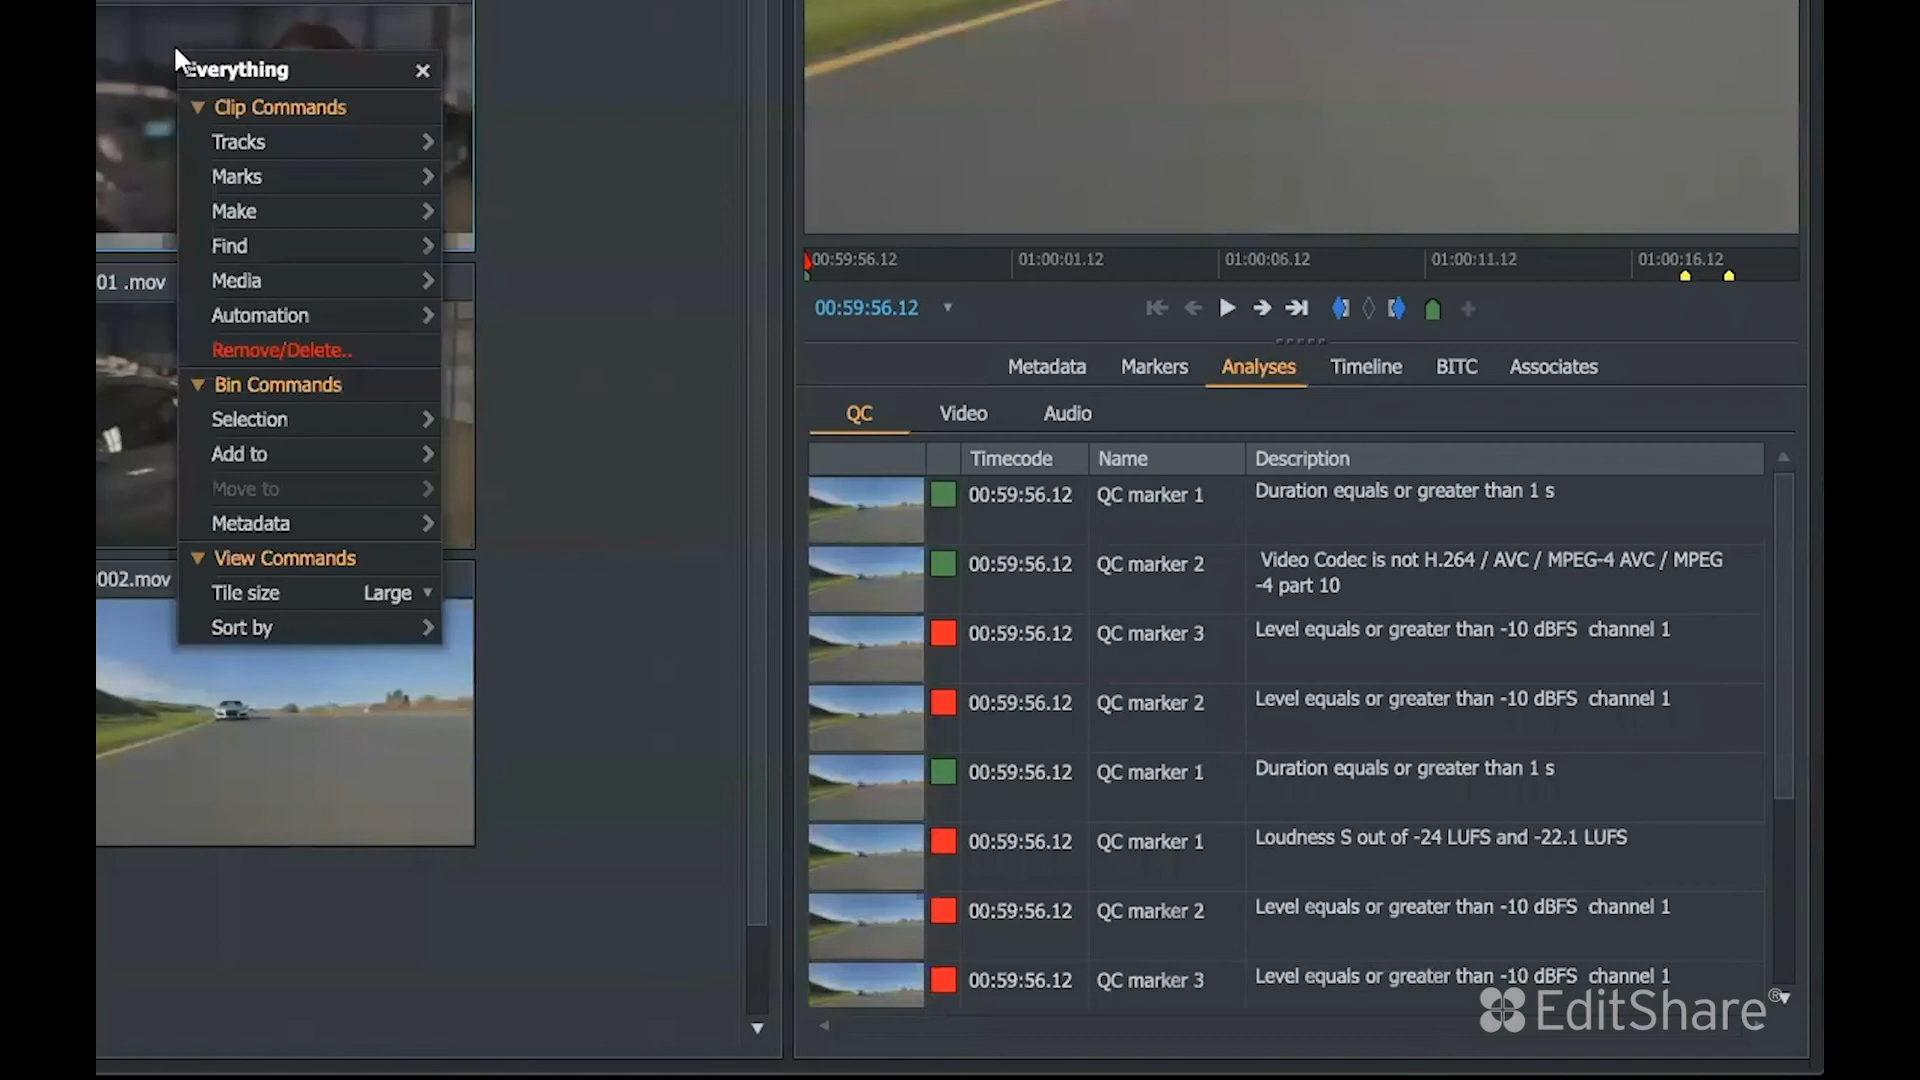 Everything
Clip Commands
Tracks
Marks
Make
Find
Media
Automation
Remove/Delete..
Bin Commands
Selection
Add to
Move to
Metadata
View Commands
Tile size Large
Sort by
01 .mov
002.mov
00:59:56.12 01:00:01.12 01:00:06.12 01:00:11.12 01:00:16.12
00:59:56.12
Metadata Markers Analyses Timeline BITC Associates
QC Video Audio
Timecode Name Description
00:59:56.12 QC marker 1 Duration equals or greater than 1 s
00:59:56.12 QC marker 2 Video Codec is not H.264 / AVC / MPEG-4 AVC / MPEG
-4 part 10
00:59:56.12 QC marker 3 Level equals or greater than -10 dBFS channel 1
00:59:56.12 QC marker 2 Level equals or greater than -10 dBFS channel 1
00:59:56.12 QC marker 1 Duration equals or greater than 1 s
00:59:56.12 QC marker 1 Loudness S out of -24 LUFS and -22.1 LUFS
00:59:56.12 QC marker 2 Level equals or greater than -10 dBFS channel 1
00:59:56.12 QC marker 3 Level equals or greater than -10 dBFS channel 1
EditShare®